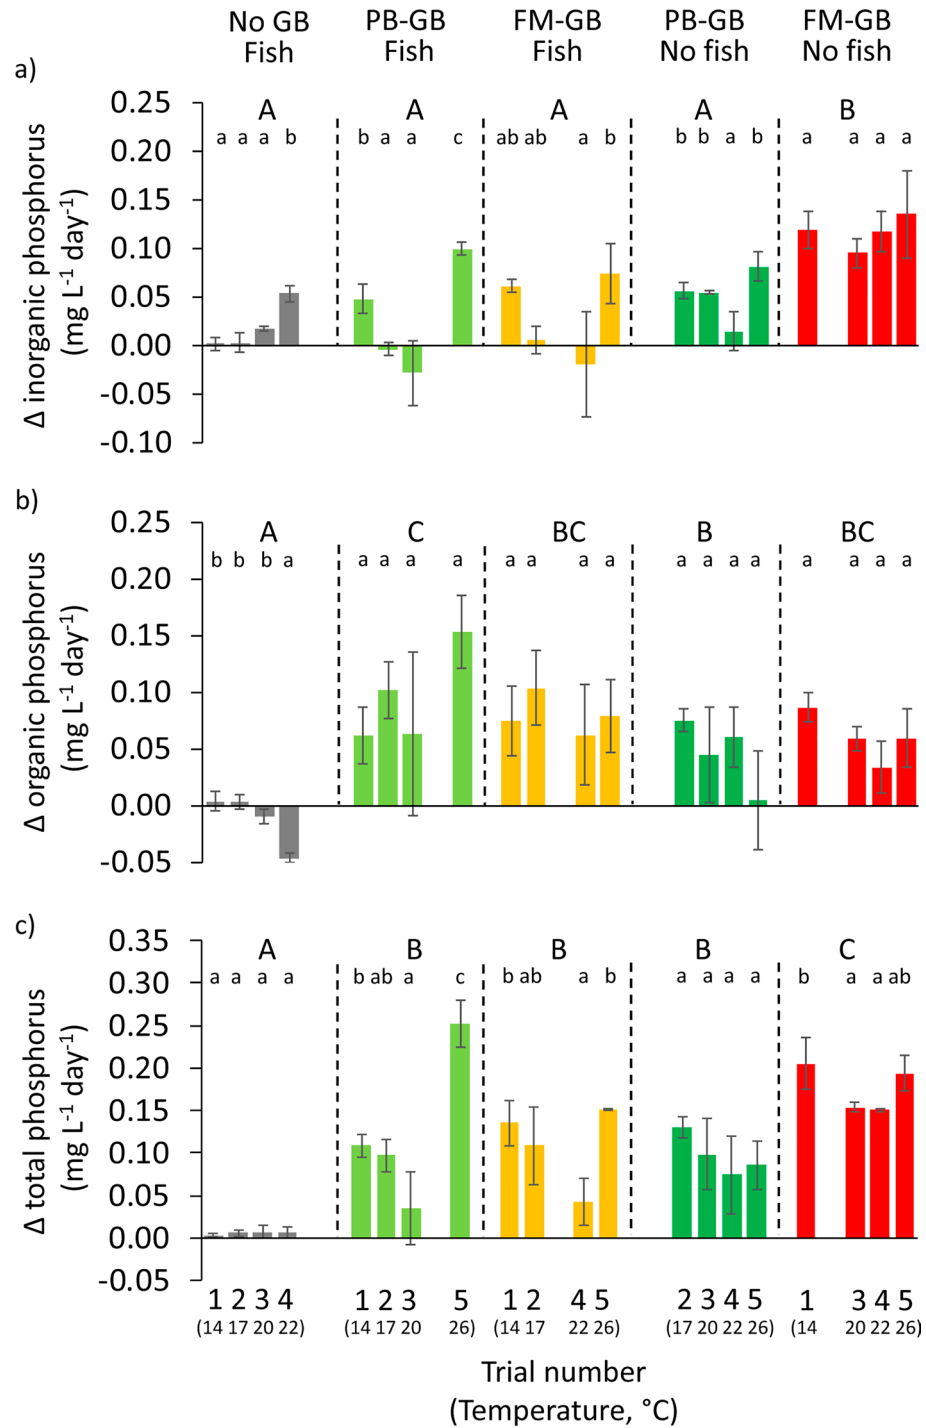 No GB PB-GB FM-GB PB-GB FM-GB
Fish Fish Fish No fish No fish
a)
Δ inorganic phosphorus
(mg L-1 day-1)
0.25
0.20
0.15
0.10
0.05
0.00
-0.05
-0.10
A A A A B
a a a b b a a c ab ab a b b b a b a a a a
b)
Δ organic phosphorus
(mg L-1 day-1)
0.25
0.20
0.15
0.10
0.05
0.00
-0.05
A C BC B BC
b b b a a a a a a a a a a a a a a a a a
c)
Δ total phosphorus
(mg L-1 day-1)
0.35
0.30
0.25
0.20
0.15
0.10
0.05
0.00
-0.05
A B B B C
a a a a b ab a c b ab a b a a a a b a a ab
1 2 3 4 1 2 3 5 1 2 4 5 2 3 4 5 1 3 4 5
(14 17 20 22) (14 17 20 26) (14 17 22 26) (17 20 22 26) (14 20 22 26)
Trial number
(Temperature, °C)